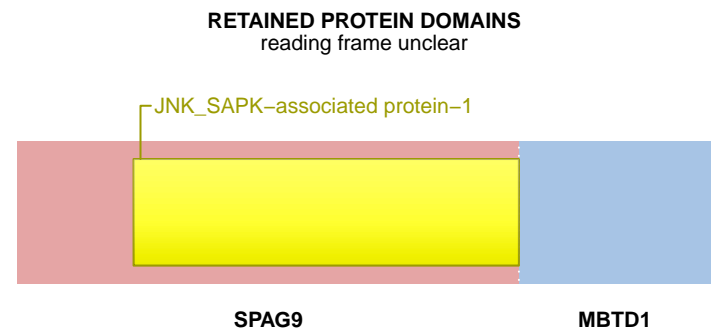 RETAINED PROTEIN DOMAINS
reading frame unclear
JNK_SAPK−associated protein−1
SPAG9 MBTD1